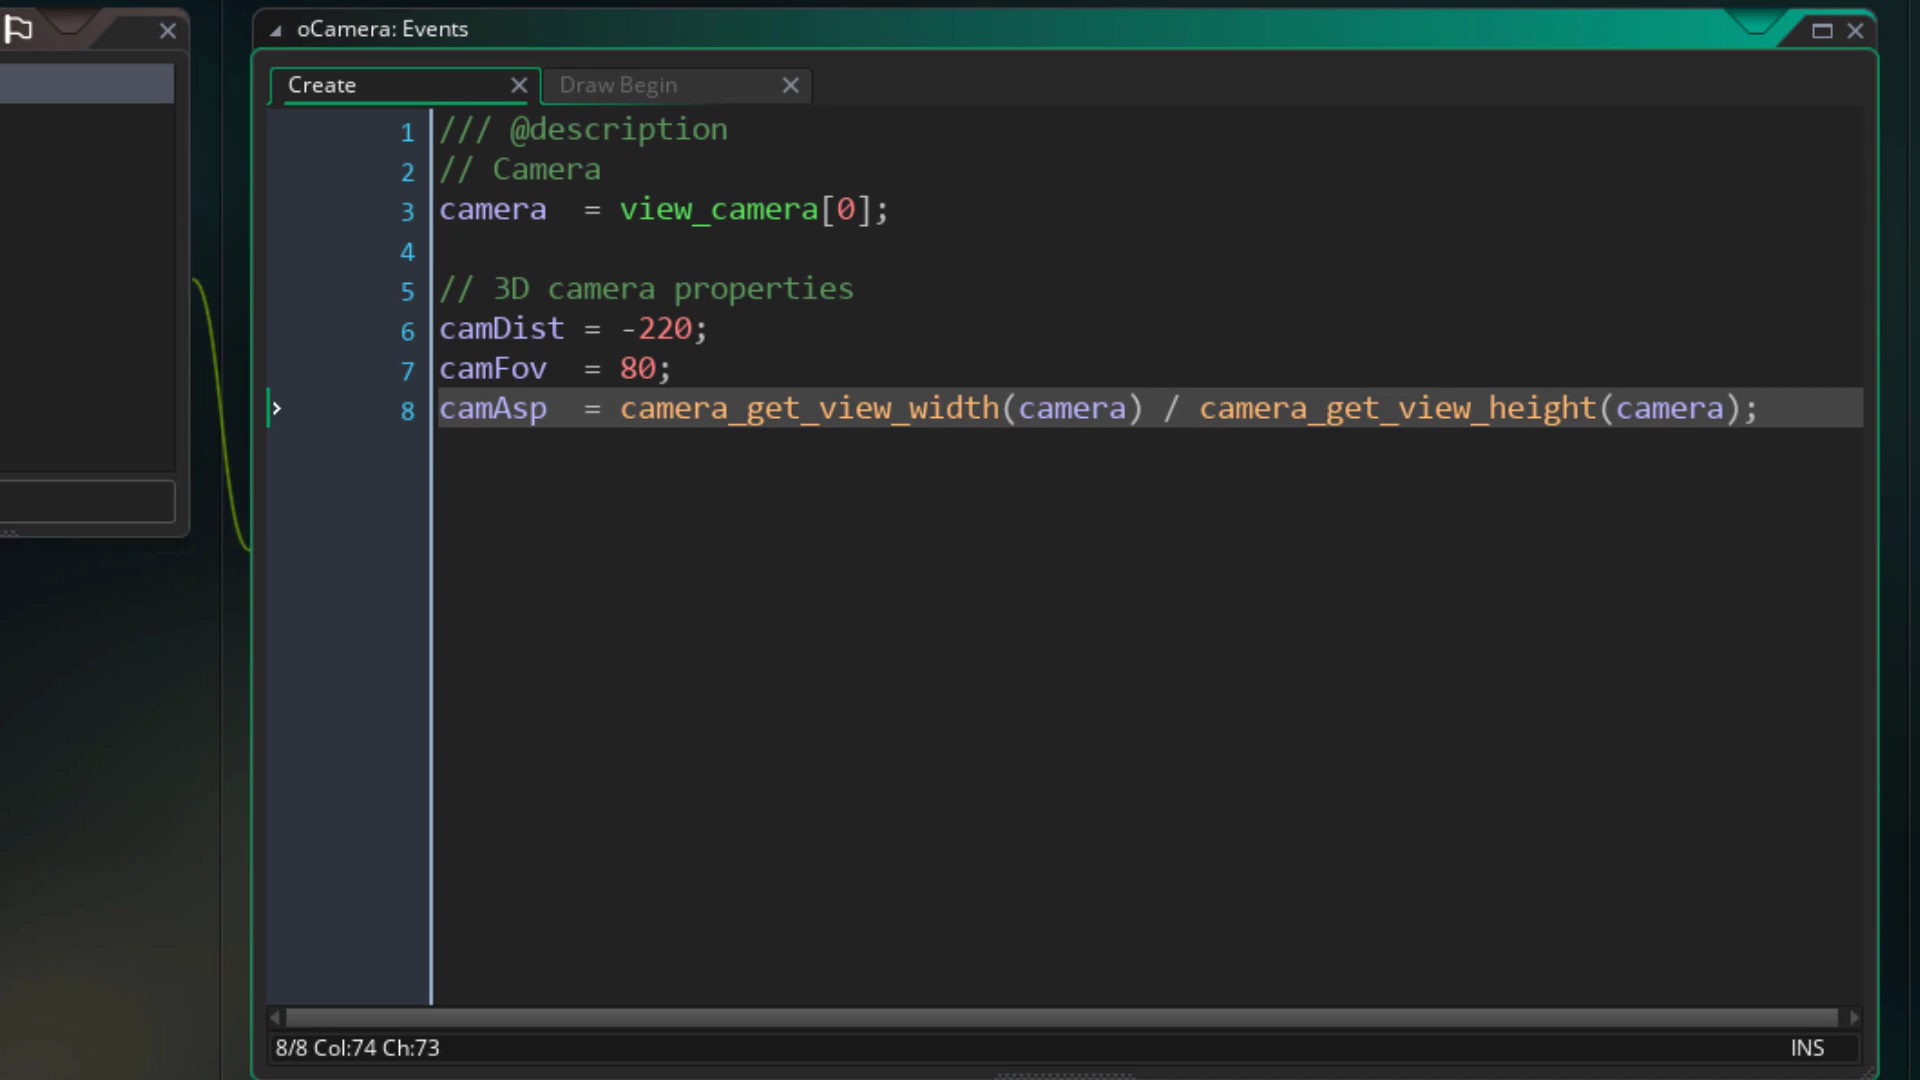 oCamera: Events
Create
Draw Begin
1 /// @description
2 // Camera
3 camera  = view_camera[0];
4
5 // 3D camera properties
6 camDist = -220;
7 camFov  = 80;
8 camAsp  = camera_get_view_width(camera) / camera_get_view_height(camera);
8/8 Col:74 Ch:73
INS